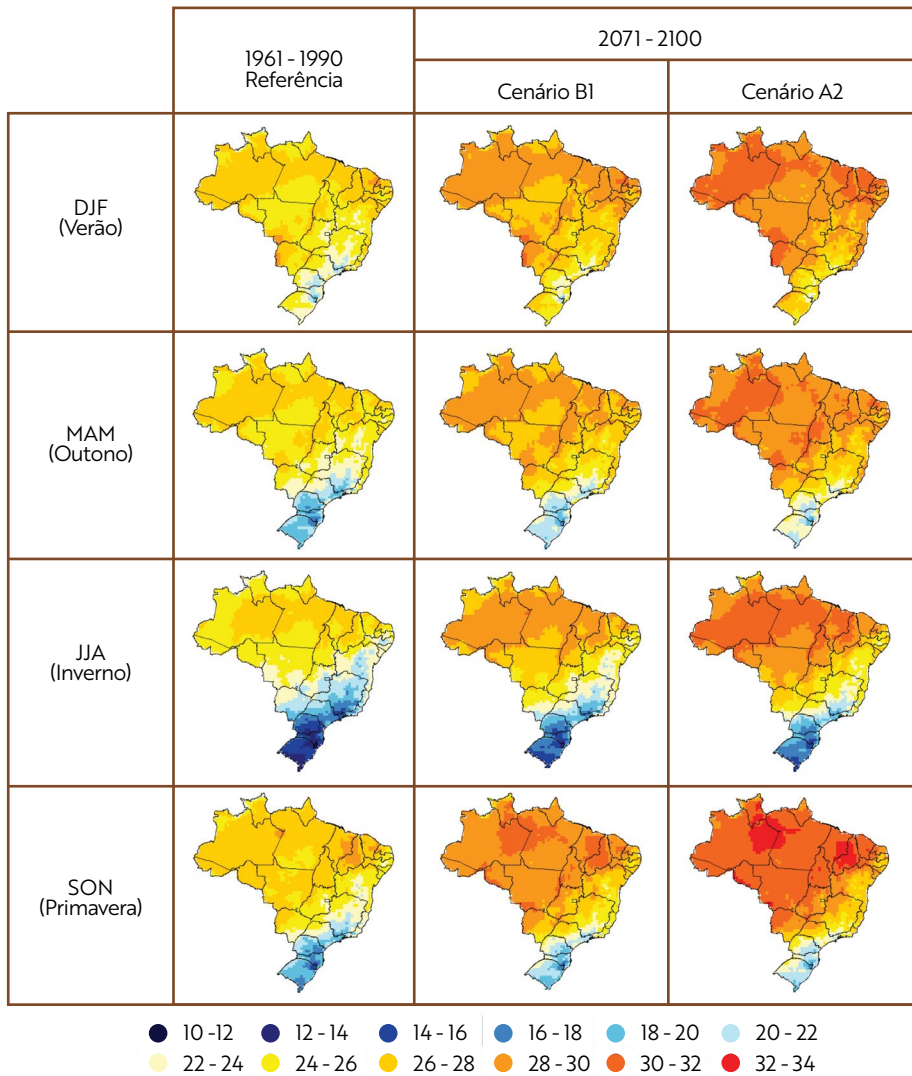 1961 - 1990
Referência
2071 - 2100
Cenário B1
Cenário A2
DJF
(Verão)
MAM
(Outono)
JJA
(Inverno)
SON
(Primavera)
10 -12
12 - 14
14 - 16
16 - 18
18 - 20
20 - 22
22 - 24
24 - 26
26 - 28
28 - 30
30 - 32
32 - 34